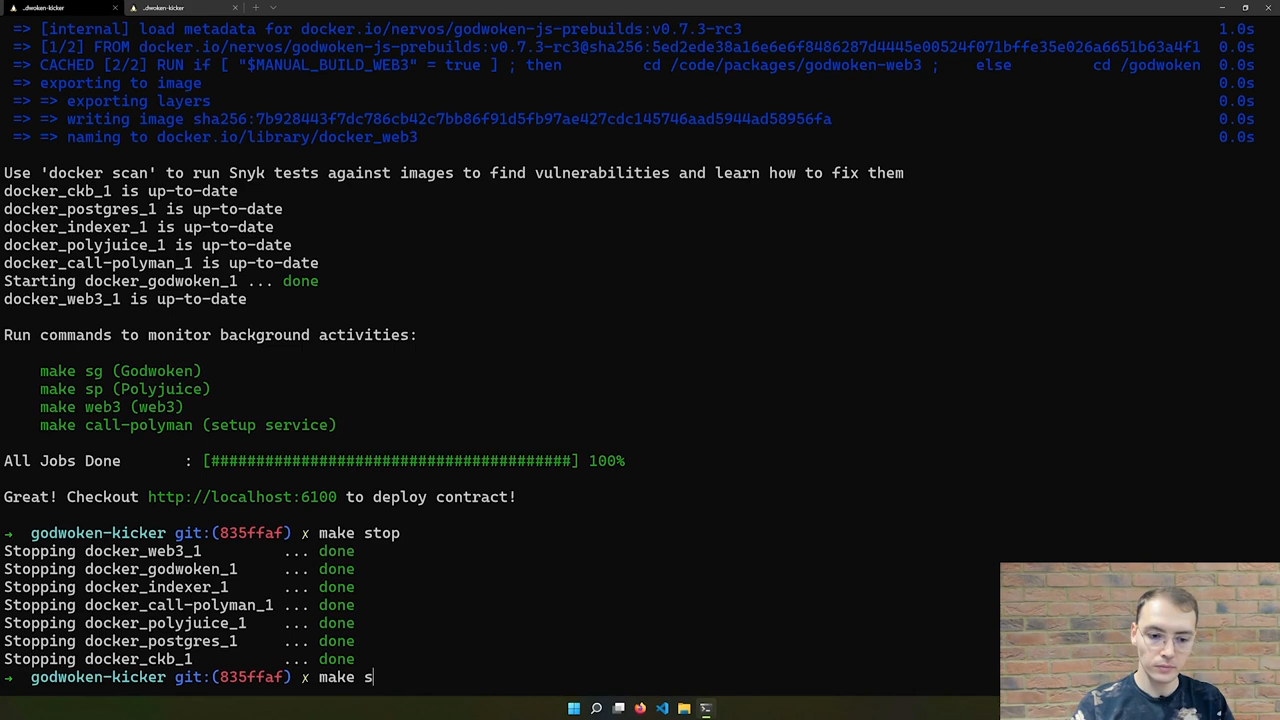 ..dwoken-kicker
..dwoken-kicker
=> [internal] load metadata for docker.io/nervos/godwoken-js-prebuilds:v0.7.3-rc3 1.0s
=> [1/2] FROM docker.io/nervos/godwoken-js-prebuilds:v0.7.3-rc3@sha256:5ed2ede38a16e6e6f8486287d4445e00524f071bffe35e026a6651b63a4f1 0.0s
=> CACHED [2/2] RUN if [ "$MANUAL_BUILD_WEB3" = true ] ; then cd /code/packages/godwoken-web3 ; else cd /godwoken 0.0s
=> exporting to image 0.0s
=> => exporting layers 0.0s
=> => writing image sha256:7b928443f7dc786cb42c7bb86f91d5fb97ae427cdc145746aad5944ad58956fa 0.0s
=> => naming to docker.io/library/docker_web3 0.0s
Use 'docker scan' to run Snyk tests against images to find vulnerabilities and learn how to fix them
docker_ckb_1 is up-to-date
docker_postgres_1 is up-to-date
docker_indexer_1 is up-to-date
docker_polyjuice_1 is up-to-date
docker_call-polyman_1 is up-to-date
Starting docker_godwoken_1 ... done
docker_web3_1 is up-to-date
Run commands to monitor background activities:
make sg (Godwoken)
make sp (Polyjuice)
make web3 (web3)
make call-polyman (setup service)
All Jobs Done : [########################################] 100%
Great! Checkout http://localhost:6100 to deploy contract!
→ godwoken-kicker git:(835ffaf) ✗ make stop
Stopping docker_web3_1 ... done
Stopping docker_godwoken_1 ... done
Stopping docker_indexer_1 ... done
Stopping docker_call-polyman_1 ... done
Stopping docker_polyjuice_1 ... done
Stopping docker_postgres_1 ... done
Stopping docker_ckb_1 ... done
→ godwoken-kicker git:(835ffaf) ✗ make s